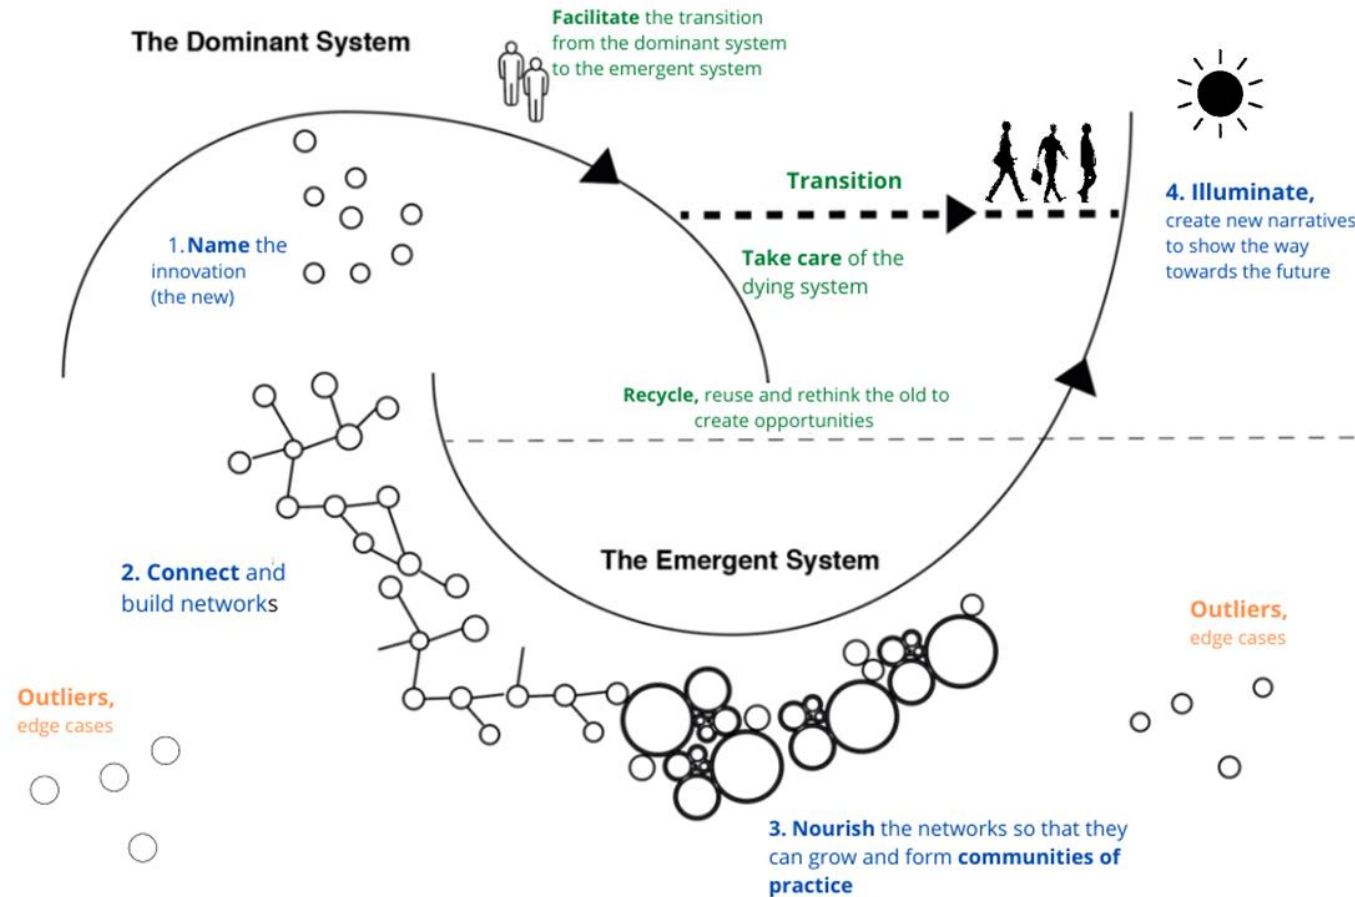 The Dominant System
Facilitate the transition
from the dominant system
to the emergent system
1. Name the
innovation
(the new)
Transition
Take care of the
dying system
4. Illuminate,
create new narratives
to show the way
towards the future
Recycle, reuse and rethink the old to
create opportunities
2. Connect and
build networks
The Emergent System
Outliers,
edge cases
Outliers,
edge cases
3. Nourish the networks so that they
can grow and form communities of
practice